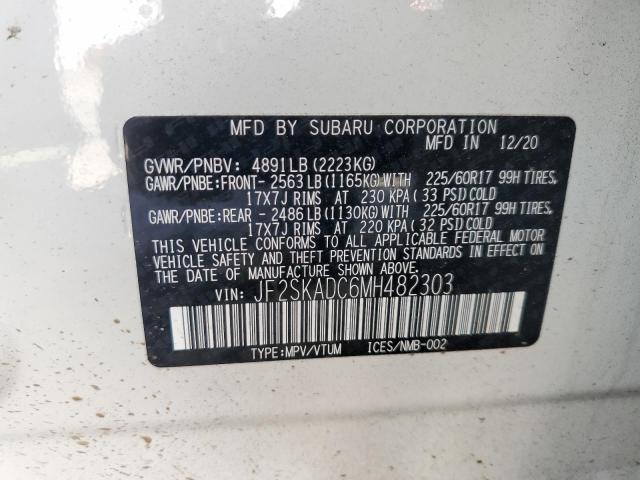 MFD BY SUBARU CORPORATION
MFD IN 12/20
GVWR/PNBV: 4891LB (2223KG)
GAWR/PNBE:FRONT- 2563LB(1165KG)WITH 225/60R17 99H TIRES,
17X7J RIMS AT 230 KPA (33 PSI)COLD
GAWR/PNBE:REAR - 2486LB(1130KG)WITH 225/60R17 99H TIRES,
17X7J RIMS AT 220 KPA (32 PSI)COLD
THIS VEHICLE CONFORMS TO ALL APPLICABLE FEDERAL MOTOR
VEHICLE SAFETY AND THEFT PREVENTION STANDARDS IN EFFECT
ON THE DATE OF MANUFACTURE SHOWN ABOVE.
VIN: JF2SKADC6MH482303
TYPE:MPV/VTUM ICES/NMB-002